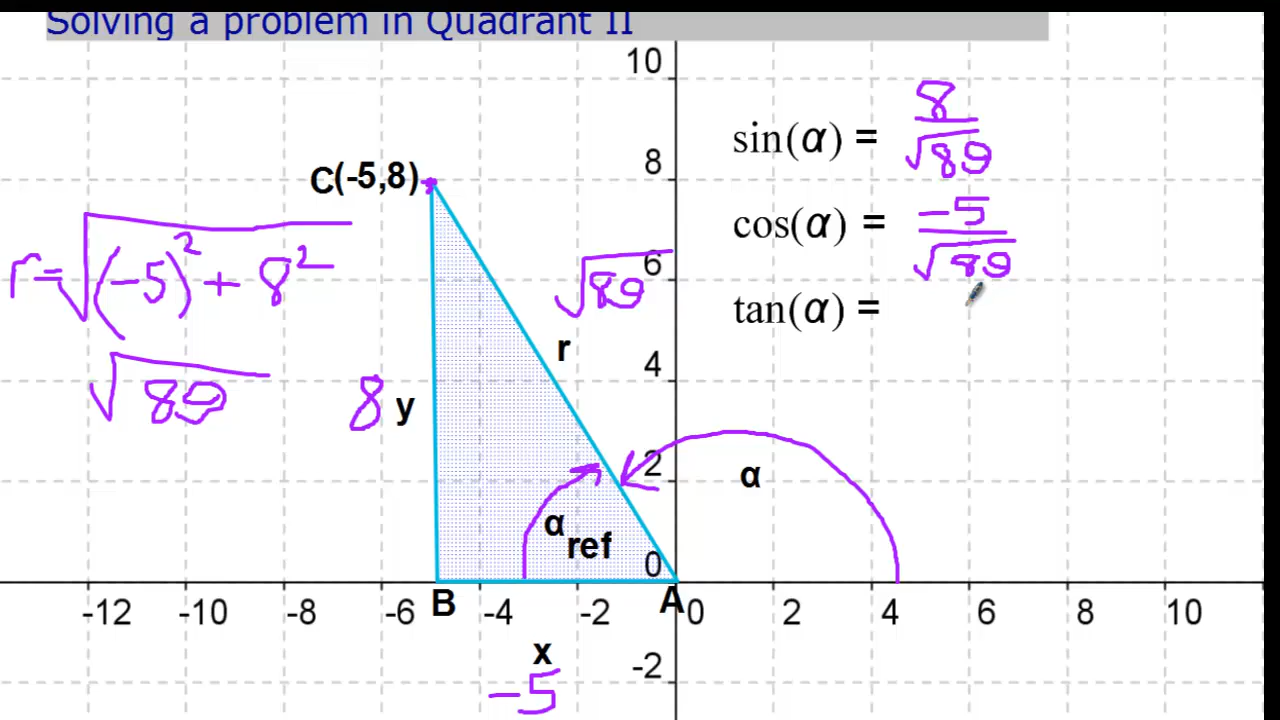 Solving a problem in Quadrant II
10
sin(α) = 8/√89
8
C(-5,8)
cos(α) = -5/√89
r=√(-5)² + 8²
6
√89
tan(α) =
r
4
√89
8 y
2
α
α ref
0
-12 -10 -8 -6 B -4 -2 A 0 2 4 6 8 10
x
-2
-5